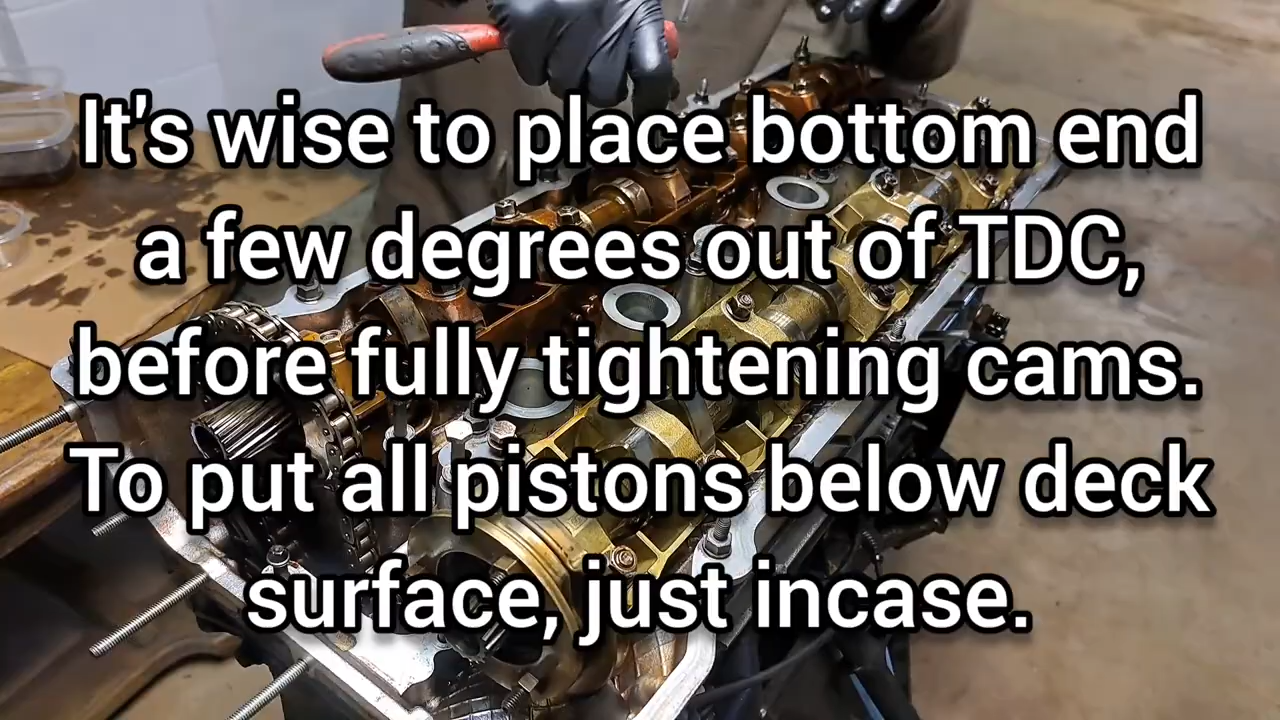 It's wise to place bottom end
a few degrees out of TDC,
before fully tightening cams.
To put all pistons below deck
surface, just incase.